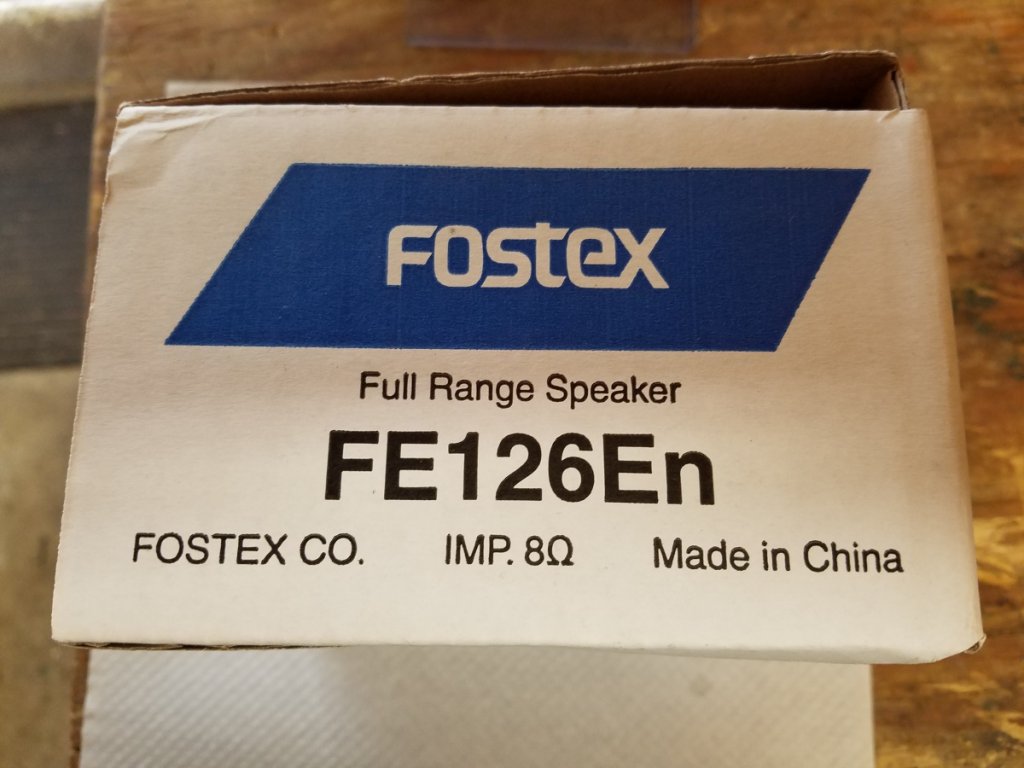 FOSTEX
Full Range Speaker
FE126En
FOSTEX CO. IMP. 8Ω Made in China